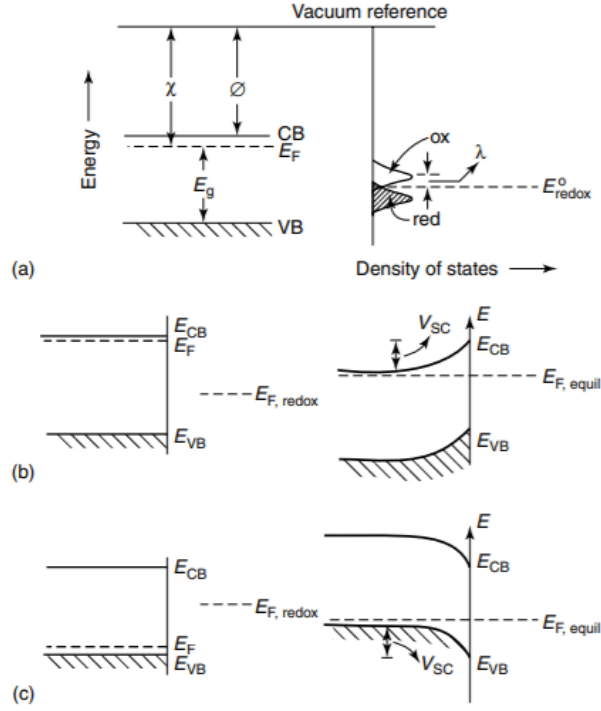 Vacuum reference
Energy
χ
∅
CB
E_F
E_g
VB
ox
λ
E°_redox
red
(a)
Density of states
E_CB
E_F
E_F, redox
E_VB
V_SC
E
E_CB
E_F, equil
E_VB
(b)
E_CB
E_F, redox
E_F
E_VB
E
E_CB
E_F, equil
V_SC
E_VB
(c)